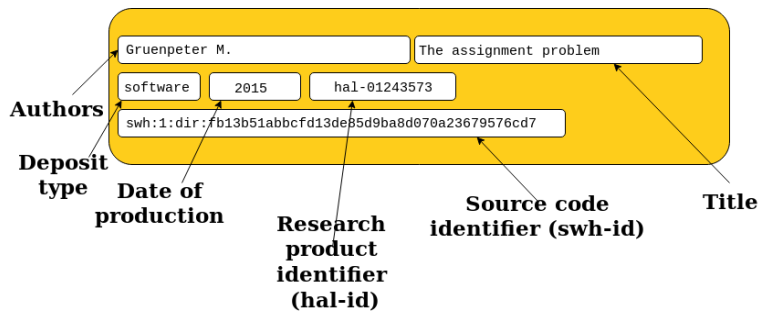 Gruenpeter M.
The assignment problem
software
2015
hal-01243573
swh:1:dir:fb13b51abbcfd13de85d9ba8d070a23679576cd7
Authors
Deposit
type
Date of
production
Research
product
identifier
(hal-id)
Source code
identifier (swh-id)
Title